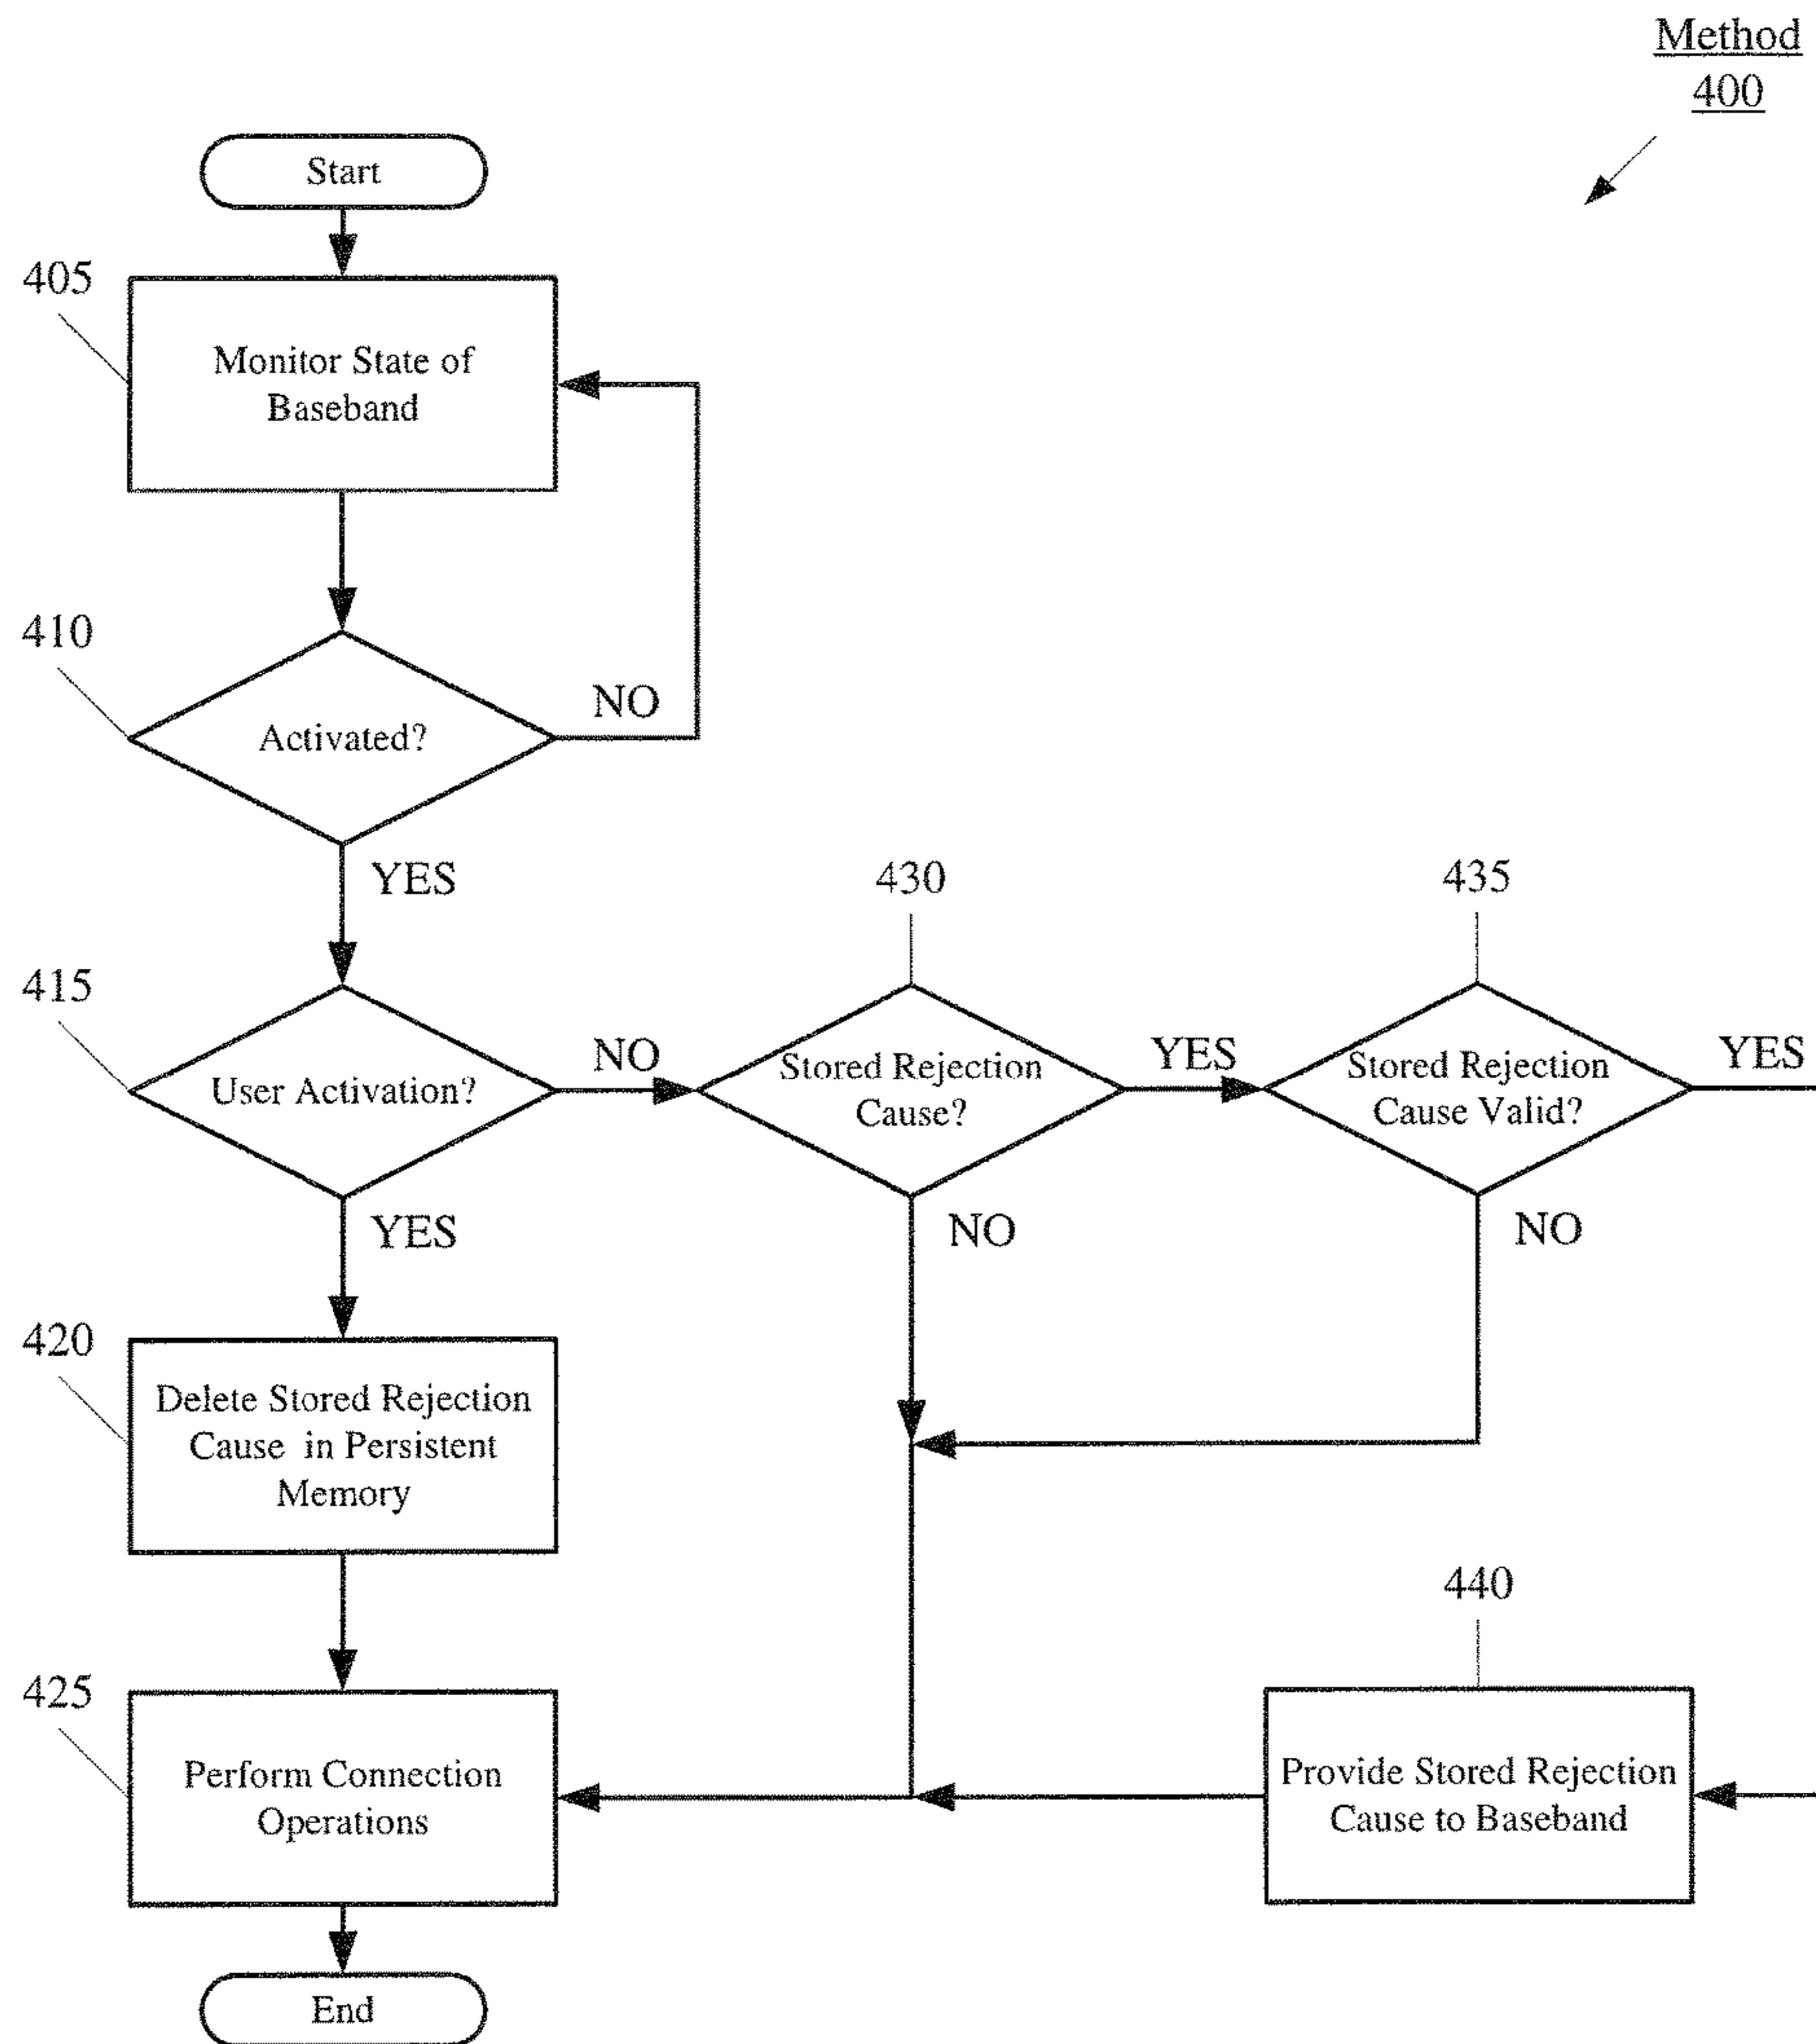 Method
400
Start
405
Monitor State of
Baseband
410
Activated?
NO
YES
430
435
415
User Activation?
NO
Stored Rejection
Cause?
YES
Stored Rejection
Cause Valid?
YES
YES
NO
NO
420
Delete Stored Rejection
Cause in Persistent
Memory
440
425
Perform Connection
Operations
Provide Stored Rejection
Cause to Baseband
End